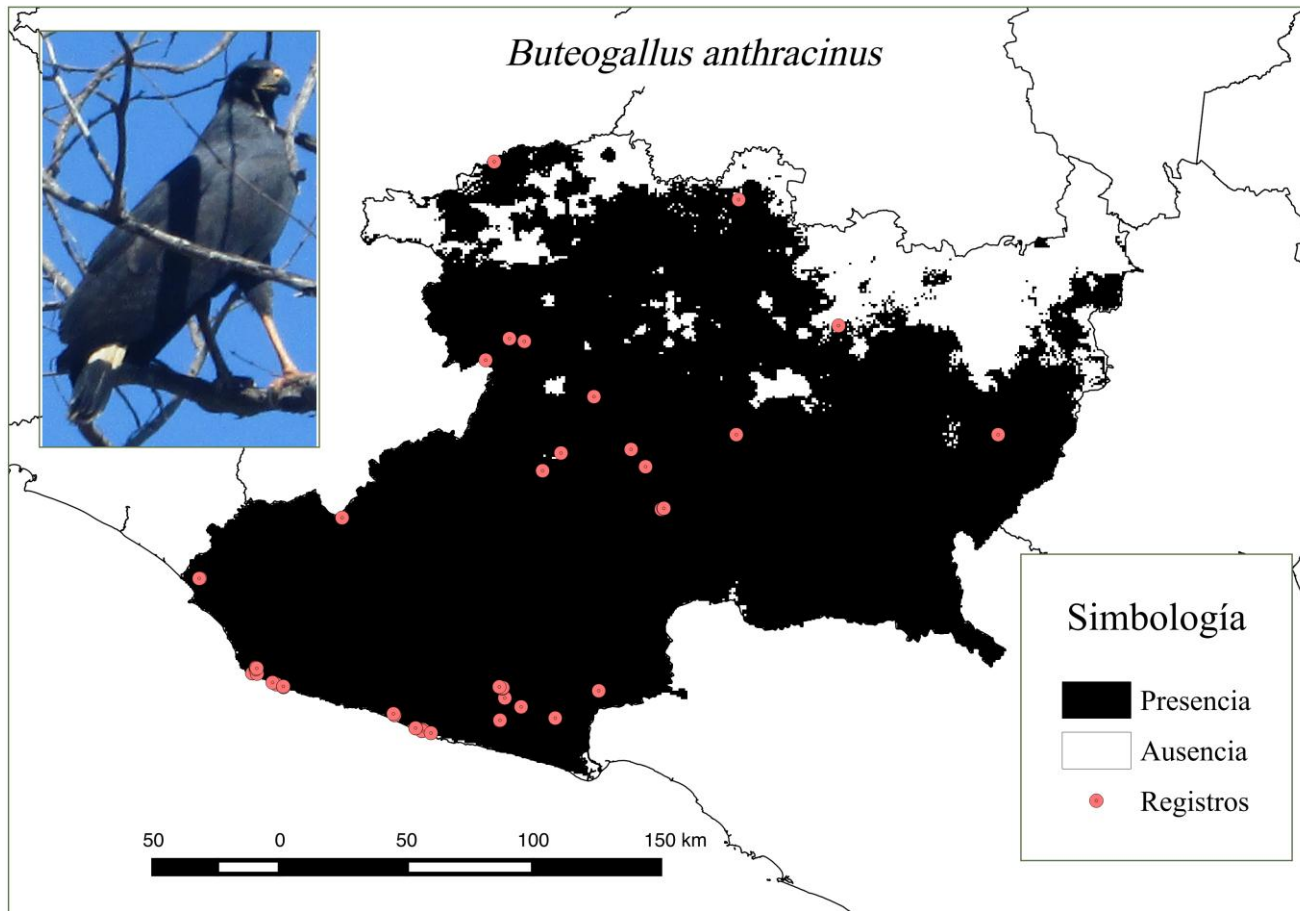 Buteogallus anthracinus
Simbología
Presencia
Ausencia
Registros
50 0 50 100 150 km